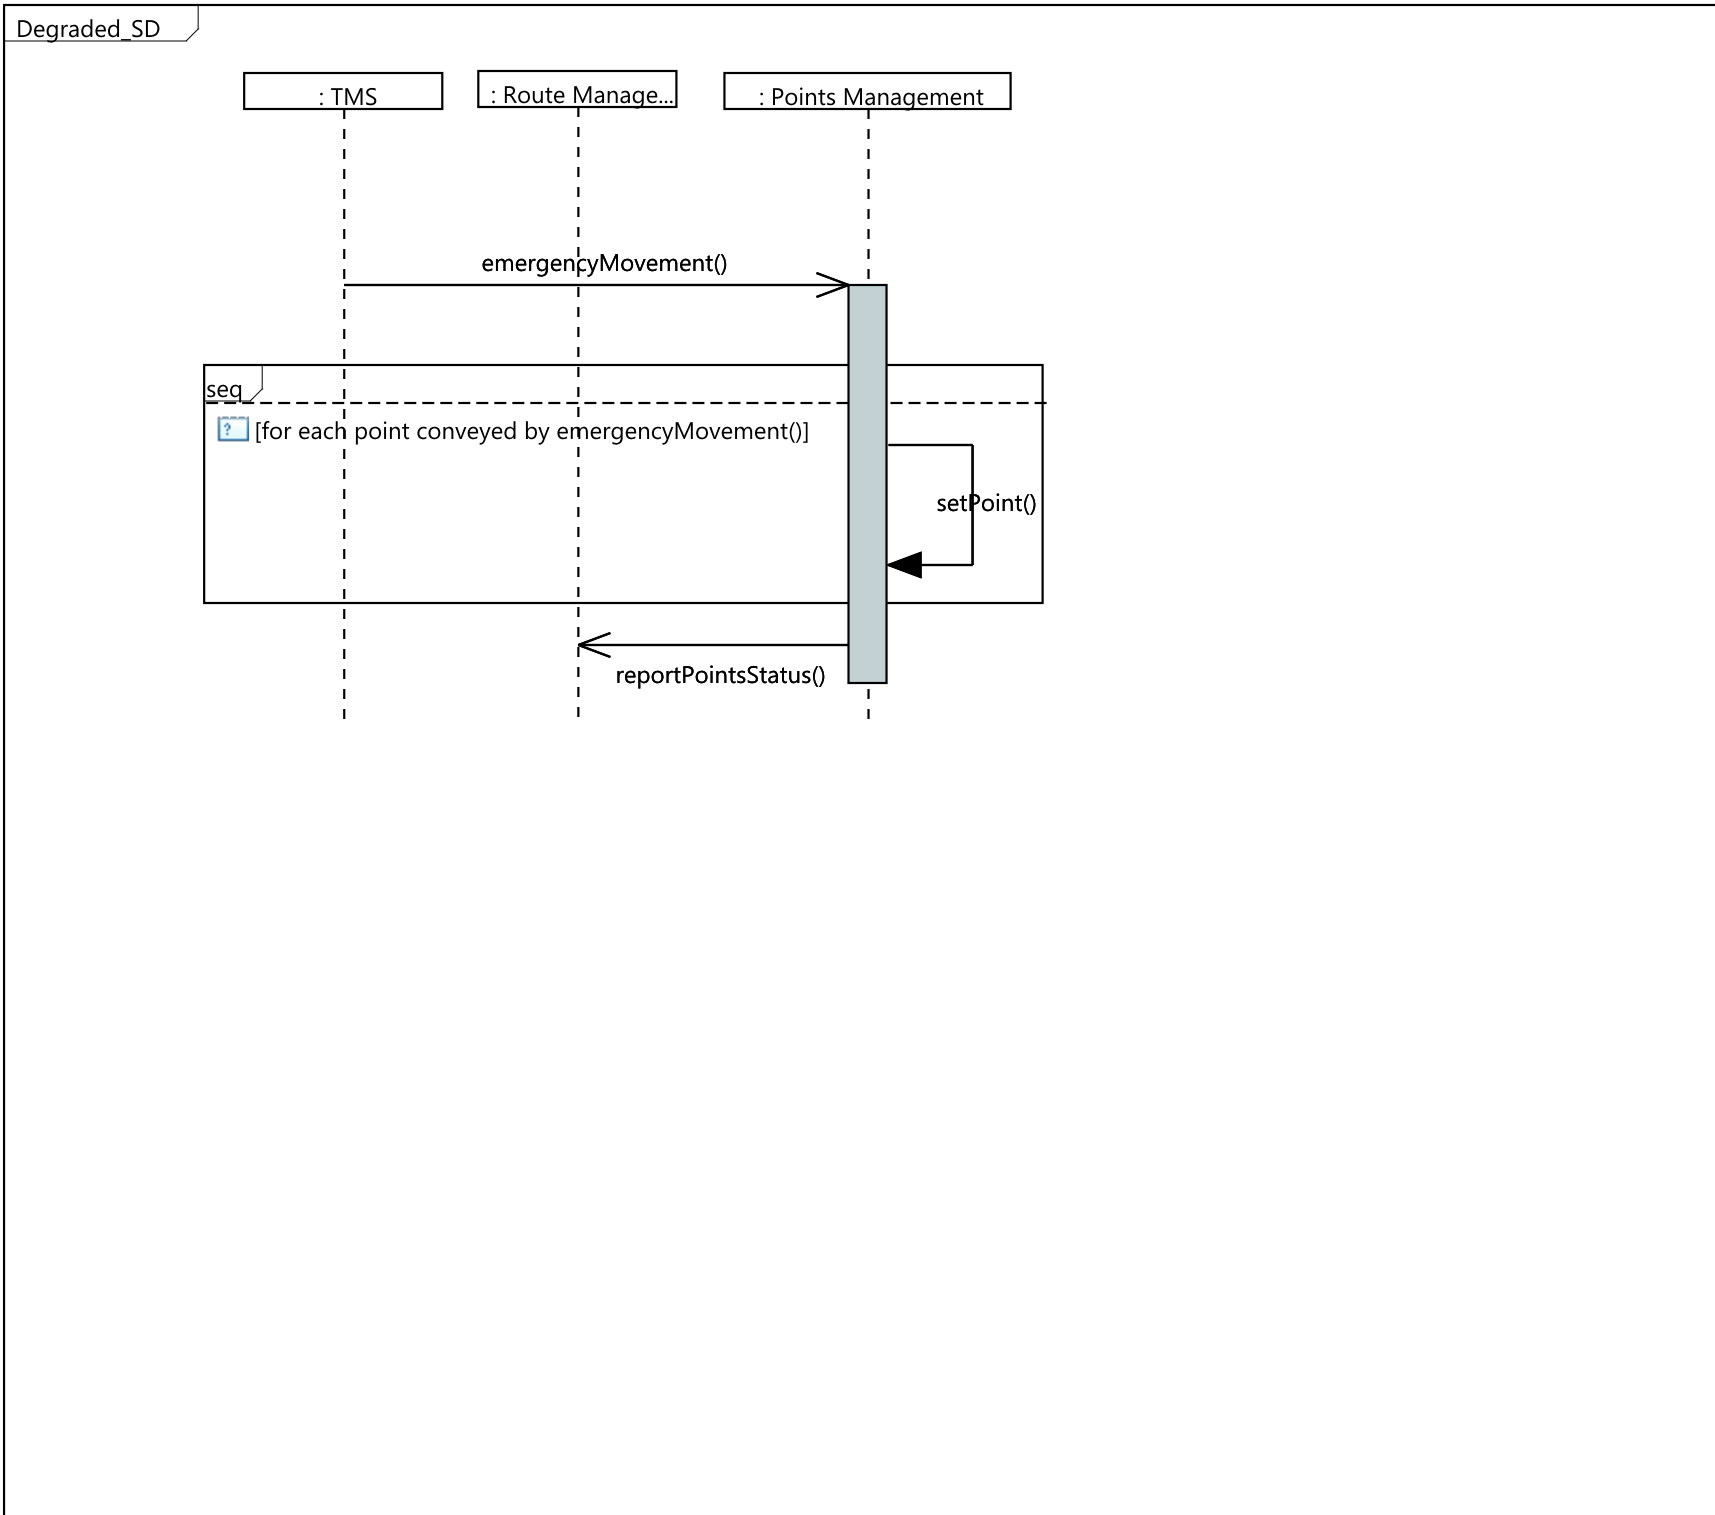 Degraded_SD
: TMS
: Route Manage...
: Points Management
emergencyMovement()
seq
? [for each point conveyed by emergencyMovement()]
setPoint()
reportPointsStatus()